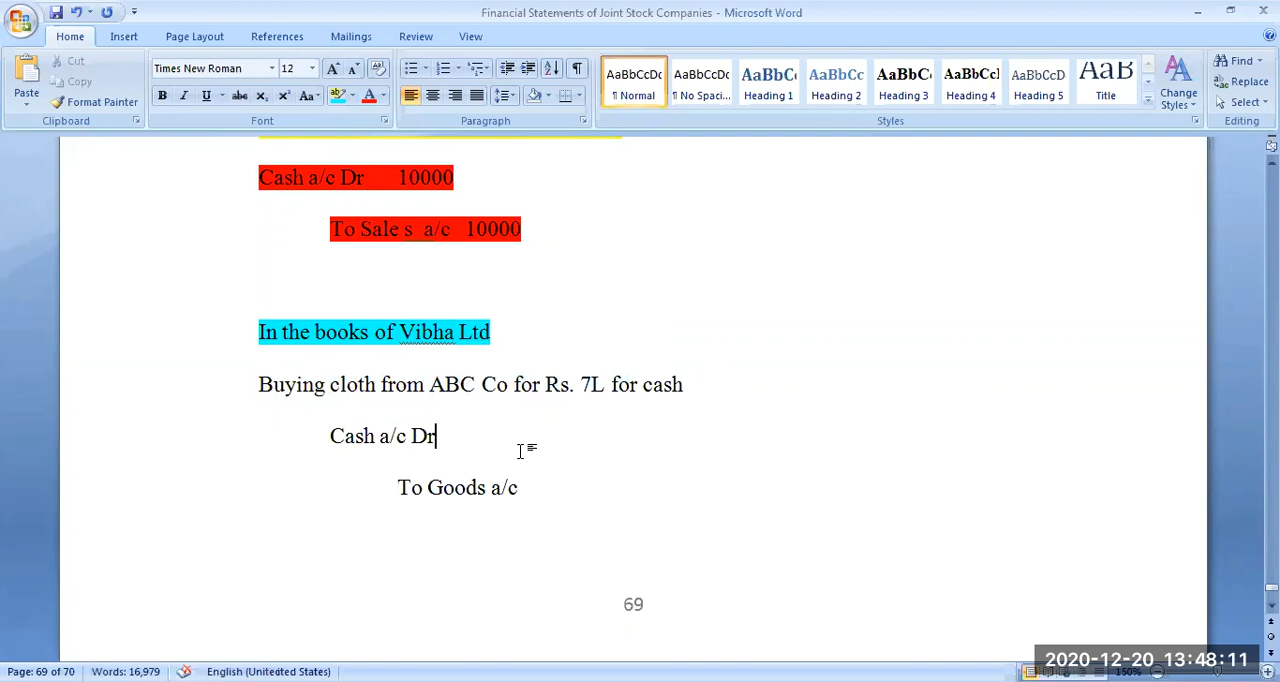 Financial Statements of Joint Stock Companies - Microsoft Word
Home Insert Page Layout References Mailings Review View
Paste
Cut
Copy
Format Painter
Clipboard
Times New Roman 12
Font
Paragraph
AaBbCcDc AaBbCcDc AaBbC AaBbCc AaBbC AaBbCcI AaBbCcD AaB
¶ Normal ¶ No Spaci... Heading 1 Heading 2 Heading 3 Heading 4 Heading 5 Title
Change Styles
Styles
Find
Replace
Select
Editing
Cash a/c Dr 10000
To Sale s a/c 10000
In the books of Vibha Ltd
Buying cloth from ABC Co for Rs. 7L for cash
Cash a/c Dr
To Goods a/c
69
2020-12-20 13:48:11
Page: 69 of 70 Words: 16,979 English (United States) 150%